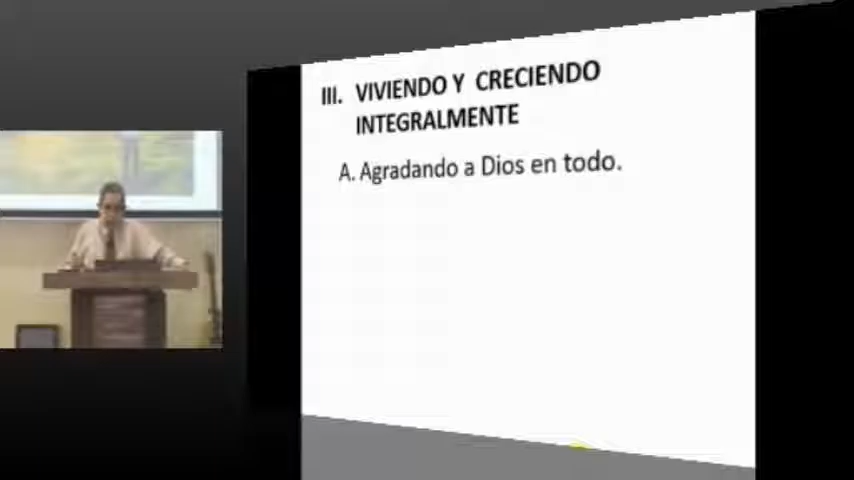 III. VIVIENDO Y CRECIENDO
INTEGRALMENTE
A. Agradando a Dios en todo.